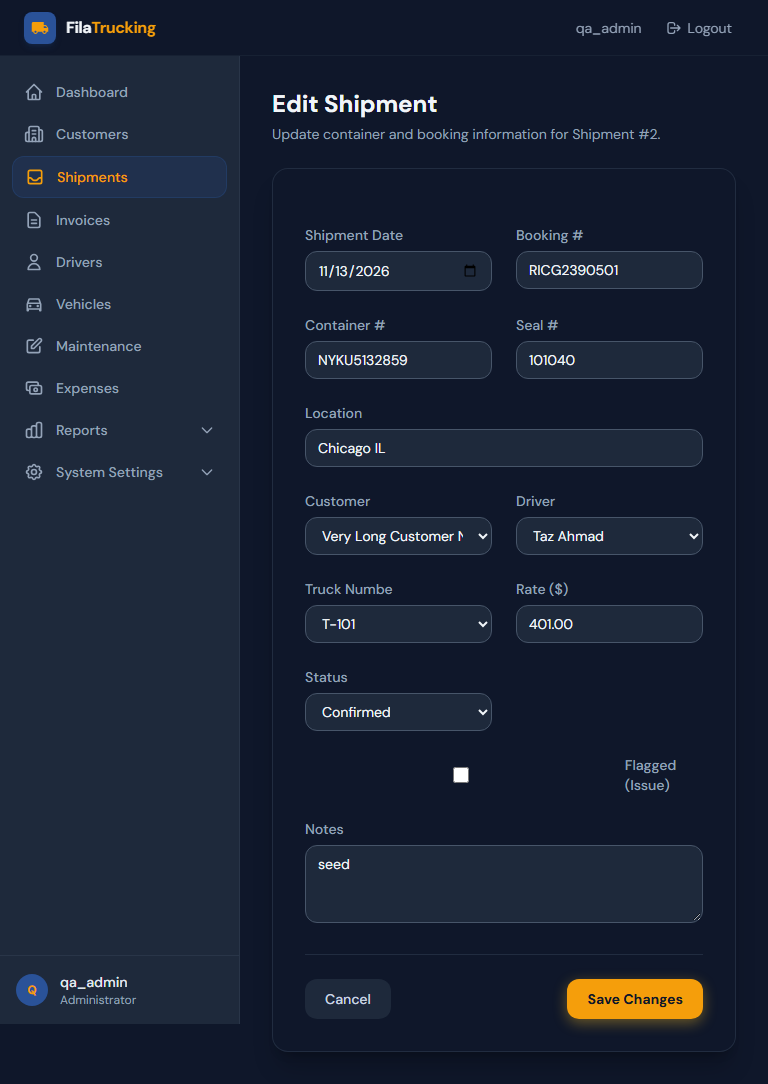 FilaTrucking
qa_admin
Logout
Dashboard
Customers
Shipments
Invoices
Drivers
Vehicles
Maintenance
Expenses
Reports
System Settings
Q
qa_admin
Administrator
Edit Shipment
Update container and booking information for Shipment #2.
Shipment Date
Booking #
11/13/2026
RICG2390501
Container #
Seal #
NYKU5132859
101040
Location
Chicago IL
Customer
Driver
Very Long Customer N
Taz Ahmad
Truck Numbe
Rate ($)
T-101
401.00
Status
Confirmed
Flagged
(Issue)
Notes
seed
Cancel
Save Changes